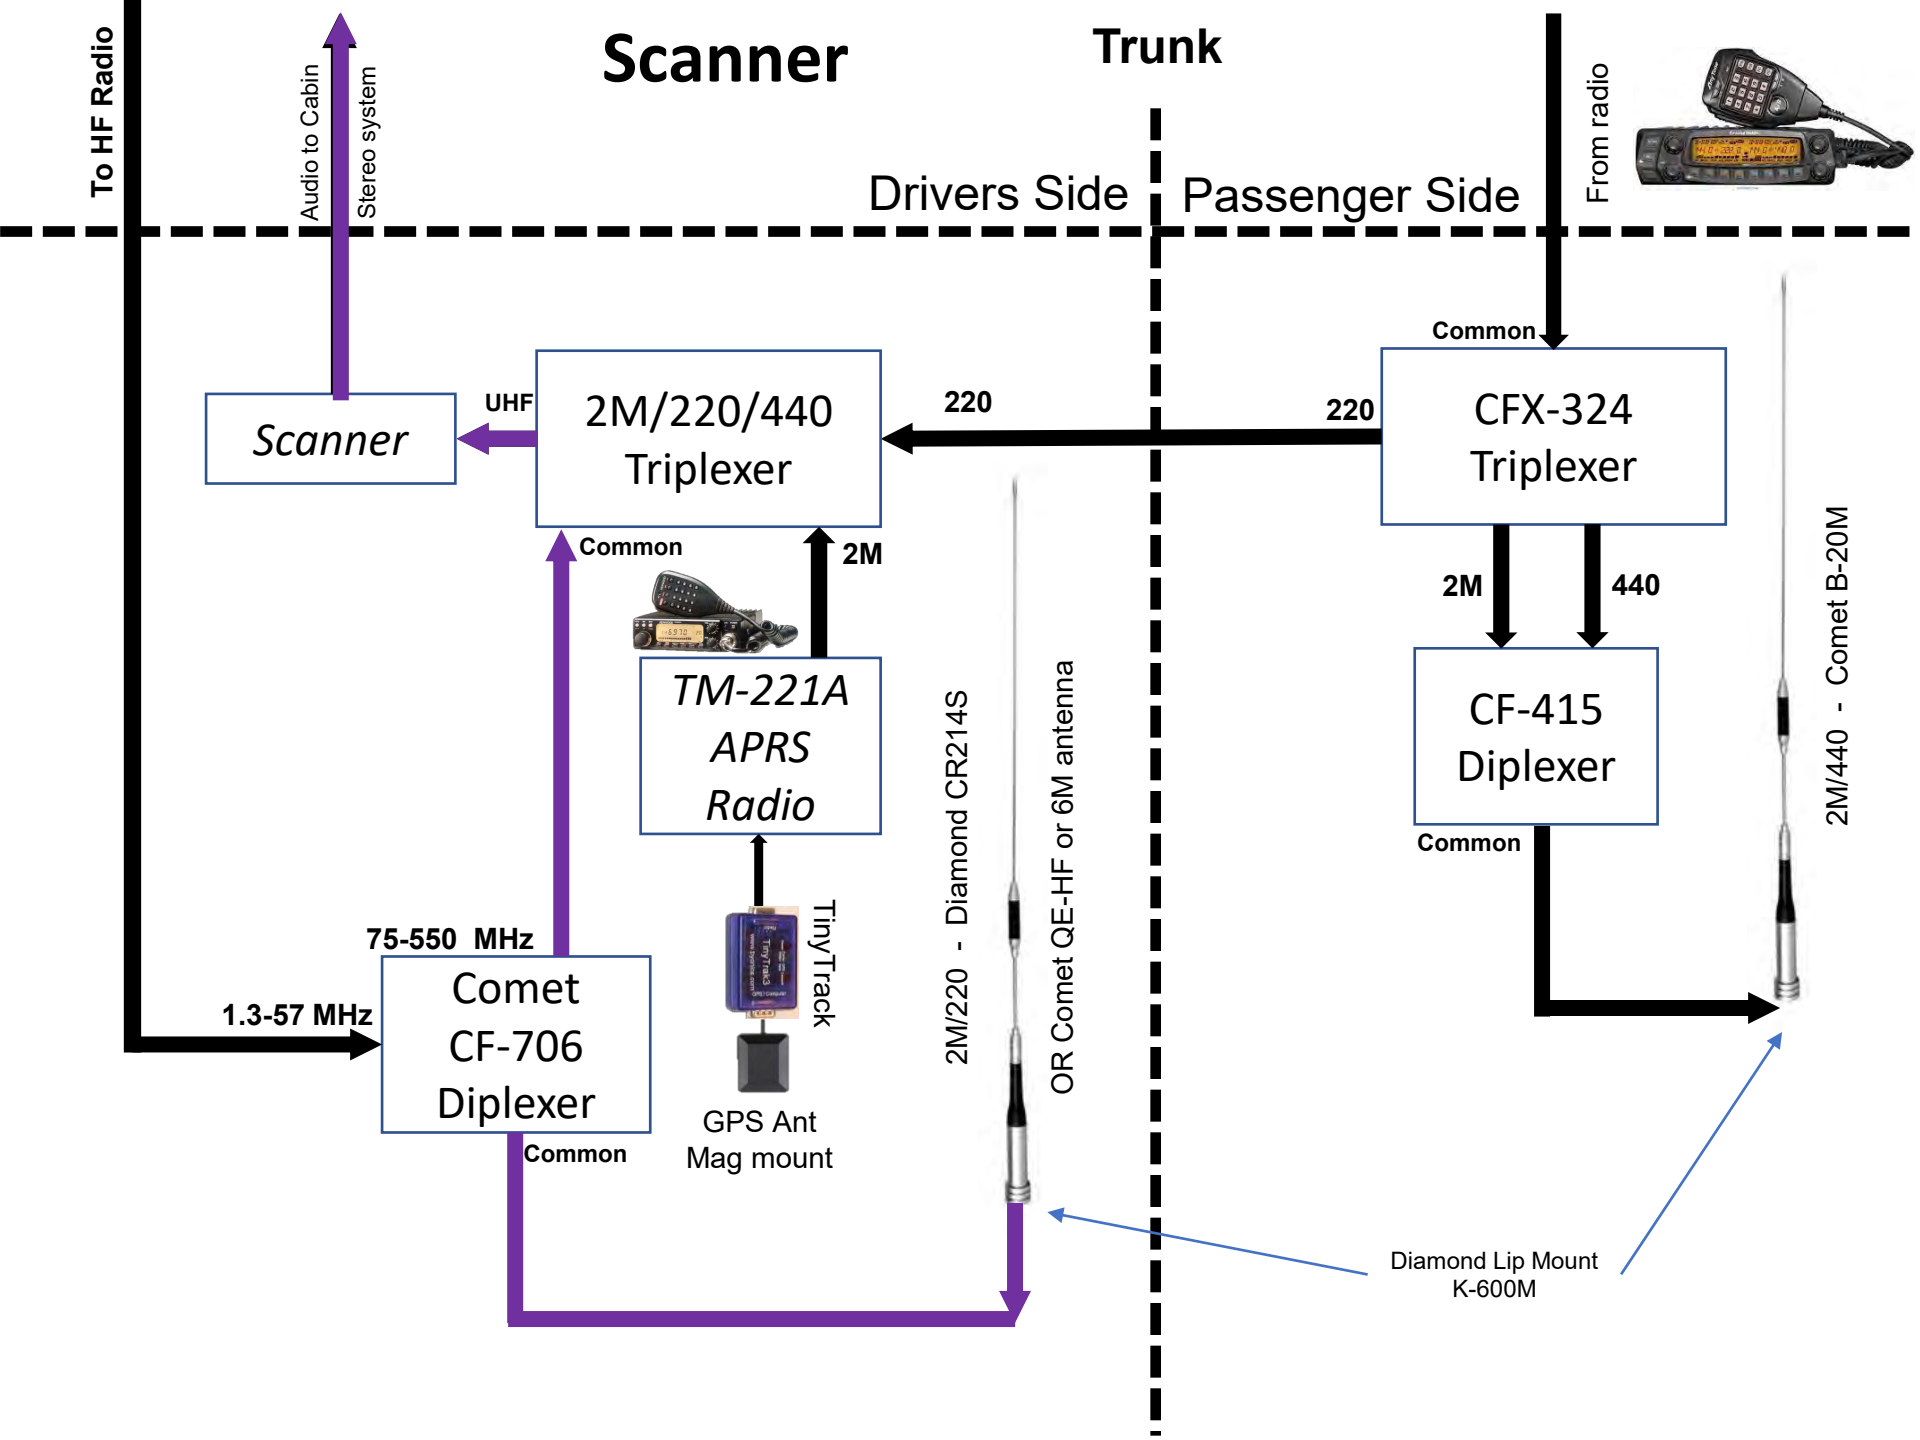 Scanner
Trunk
To HF Radio
Audio to Cabin
Stereo system
From radio
Drivers Side
Passenger Side
Common
UHF
2M/220/440
Triplexer
220
220
CFX-324
Triplexer
Scanner
Common
2M
2M
440
TM-221A
APRS
Radio
CF-415
Diplexer
Common
2M/440 - Comet B-20M
2M/220 - Diamond CR214S
OR Comet QE-HF or 6M antenna
75-550 MHz
1.3-57 MHz
Comet
CF-706
Diplexer
Common
TinyTrack
TinyTrak3
GPS Ant
Mag mount
Diamond Lip Mount
K-600M